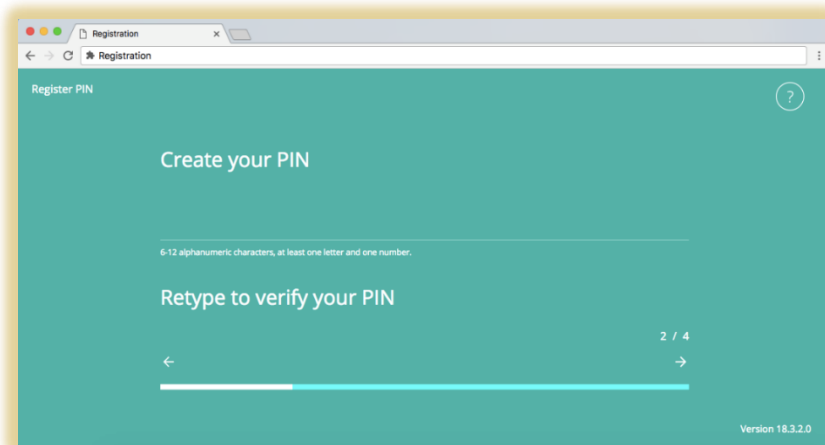 Registration
Registration
Register PIN
?
Create your PIN
6-12 alphanumeric characters, at least one letter and one number.
Retype to verify your PIN
2 / 4
Version 18.3.2.0